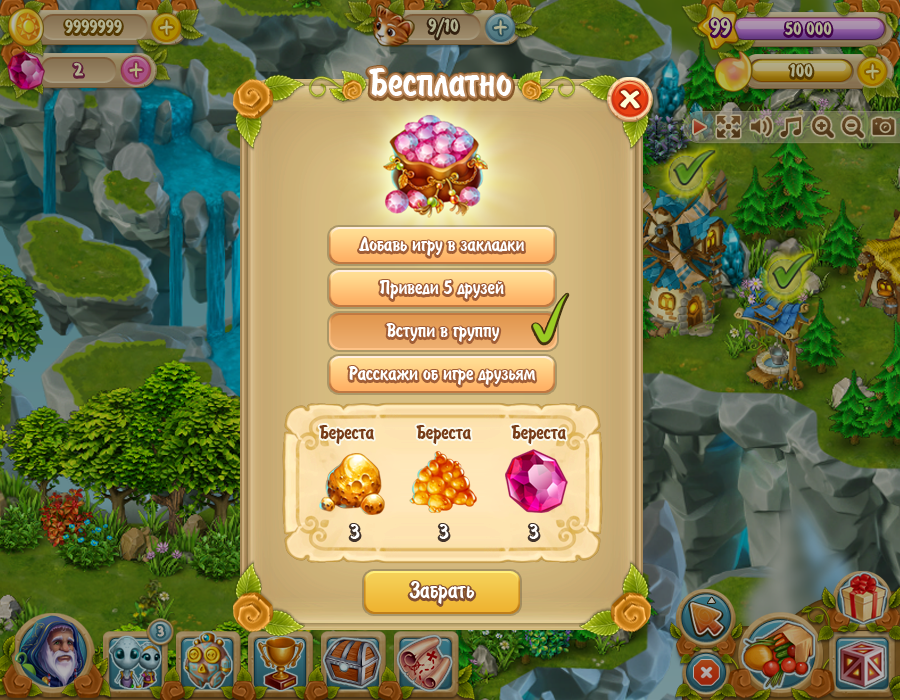 9999999
9/10
99
50 000
2
100
Бесплатно
Добавь игру в закладки
Приведи 5 друзей
Вступи в группу
Расскажи об игре друзьям
Береста
Береста
Береста
3
3
3
Забрать
3